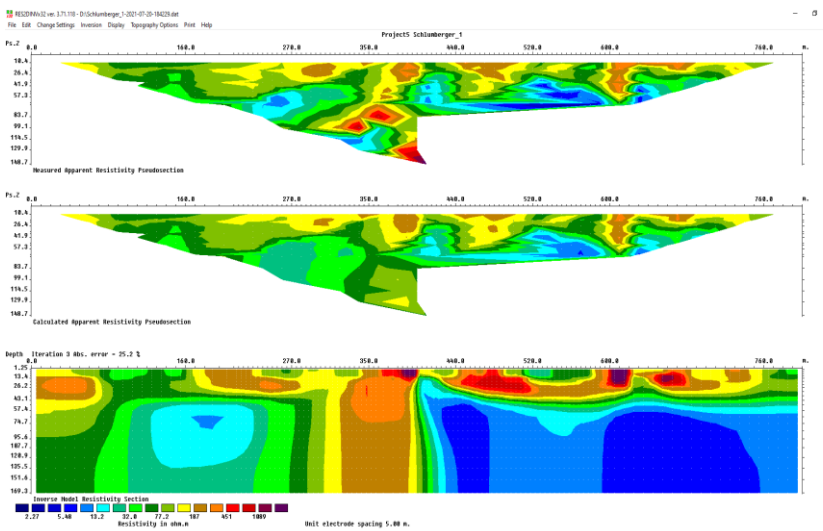 RES2DINVx32 ver. 3.71.118 - D:\Schlumberger_1-2021-07-20-184229.dat
File Edit Change Settings Inversion Display Topography Options Print Help
Project5 Schlumberger_1
Ps.Z 0.0 160.0 270.0 350.0 440.0 520.0 600.0 760.0 m.
10.4
26.4
41.9
57.3
83.7
99.1
114.5
129.9
148.7
Measured Apparent Resistivity Pseudosection
Ps.Z 0.0 160.0 270.0 350.0 440.0 520.0 600.0 760.0 m.
10.4
26.4
41.9
57.3
83.7
99.1
114.5
129.9
148.7
Calculated Apparent Resistivity Pseudosection
Depth Iteration 3 Abs. error = 25.2 %
0.0 160.0 270.0 350.0 440.0 520.0 600.0 760.0 m.
1.25
13.4
26.2
43.1
57.4
74.7
95.6
107.7
120.9
135.5
151.6
169.3
Inverse Model Resistivity Section
2.27 5.48 13.2 32.0 77.2 187 451 1089
Resistivity in ohm.m Unit electrode spacing 5.00 m.